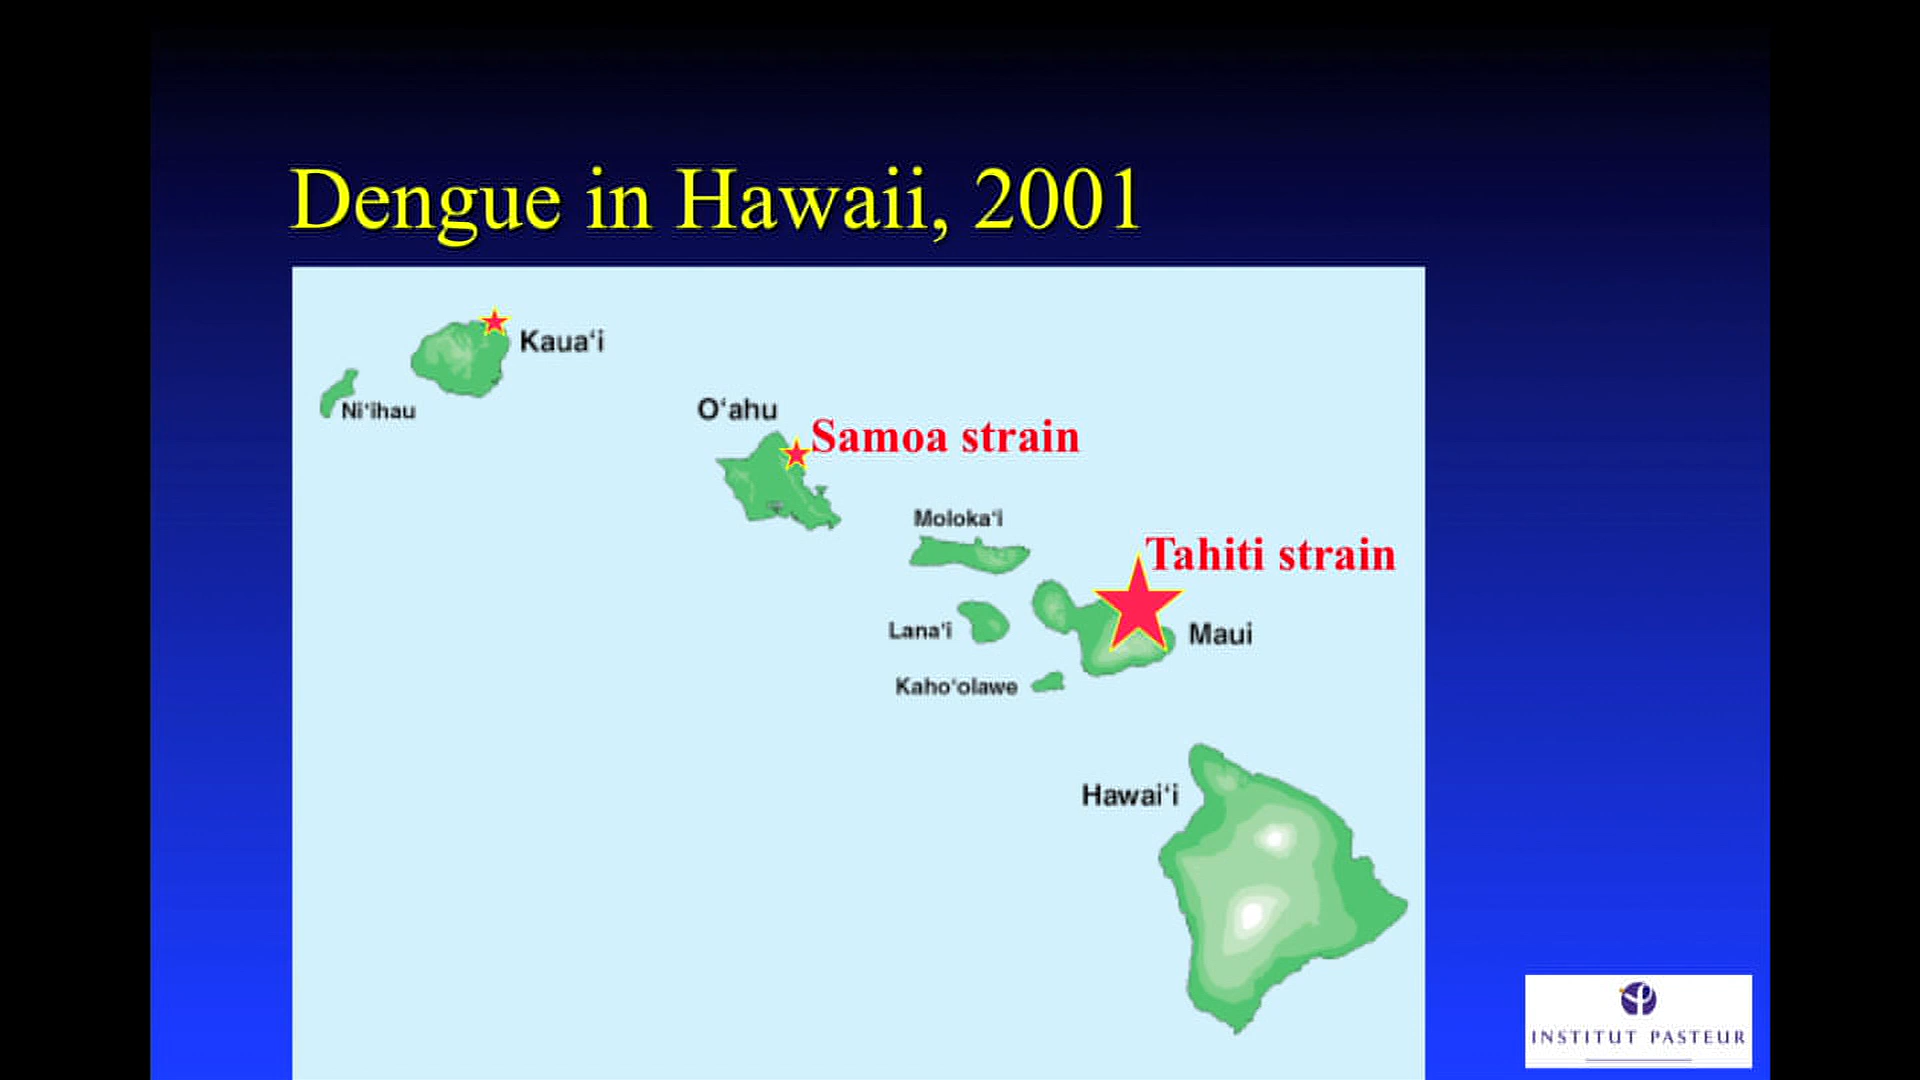 Dengue in Hawaii, 2001
Kaua‘i
Ni‘ihau
O‘ahu
Samoa strain
Moloka‘i
Tahiti strain
Lana‘i
Maui
Kaho‘olawe
Hawai‘i
INSTITUT PASTEUR